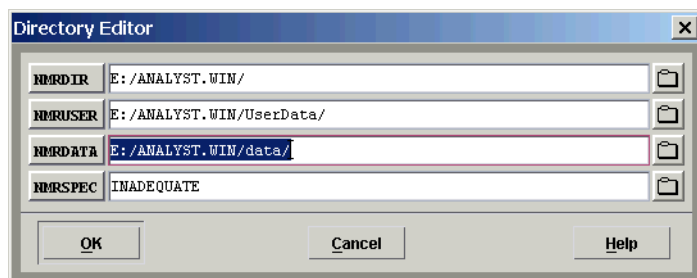 Directory Editor
NMRDIR E:/ANALYST.WIN/
NMRUSER E:/ANALYST.WIN/UserData/
NMRDATA E:/ANALYST.WIN/data/
NMRSPEC INADEQUATE
OK Cancel Help